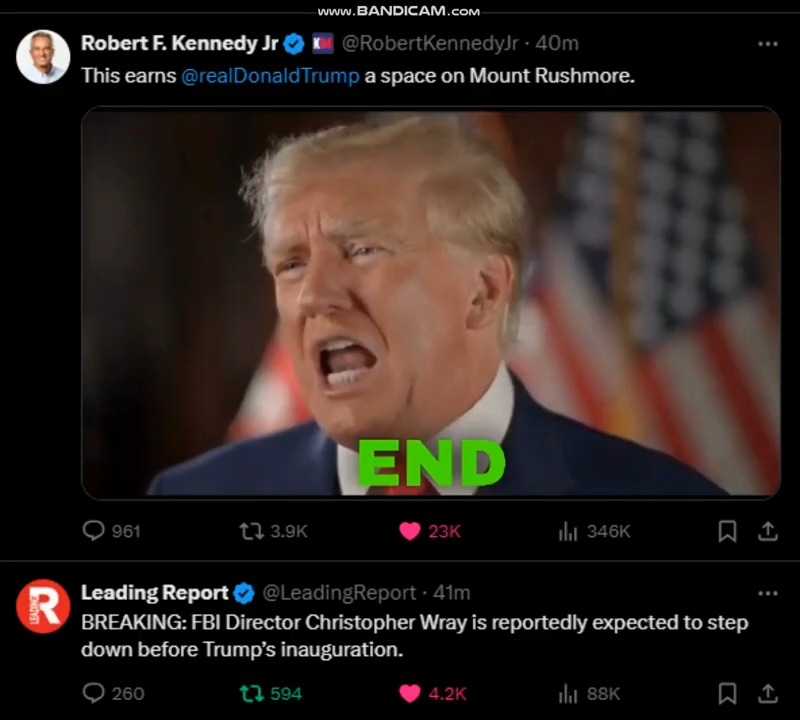 www.BANDICAM.com
Robert F. Kennedy Jr K24 @RobertKennedyJr · 40m
This earns @realDonaldTrump a space on Mount Rushmore.
END
961 3.9K 23K 346K
LEADING R
Leading Report @LeadingReport · 41m
BREAKING: FBI Director Christopher Wray is reportedly expected to step
down before Trump's inauguration.
260 594 4.2K 88K